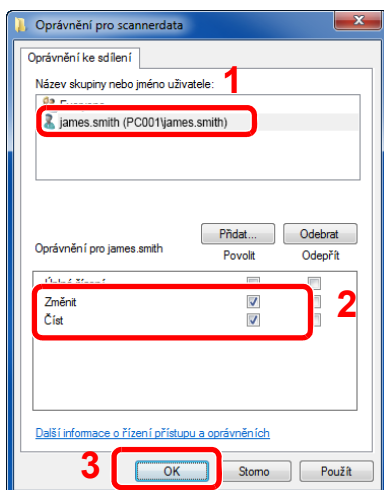 Oprávnění pro scannerdata
Oprávnění ke sdílení
Název skupiny nebo jméno uživatele:
1
james.smith (PC001\james.smith)
Přidat...
Odebrat
Oprávnění pro james.smith
Povolit
Odepřít
Změnit
Číst
2
Další informace o řízení přístupu a oprávněních
3
OK
Storno
Použít